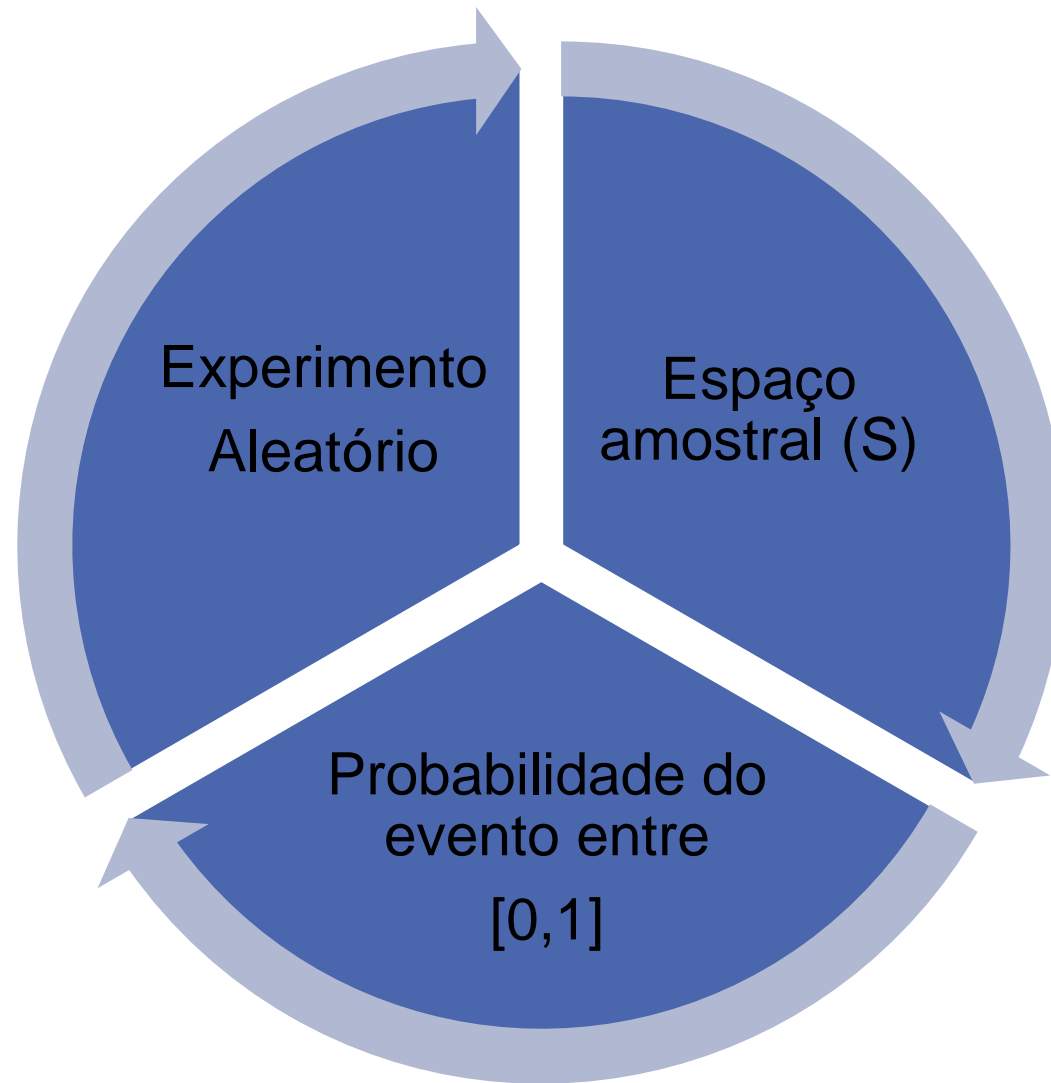 Experimento
Aleatório
Espaço
amostral (S)
Probabilidade do
evento entre
[0,1]